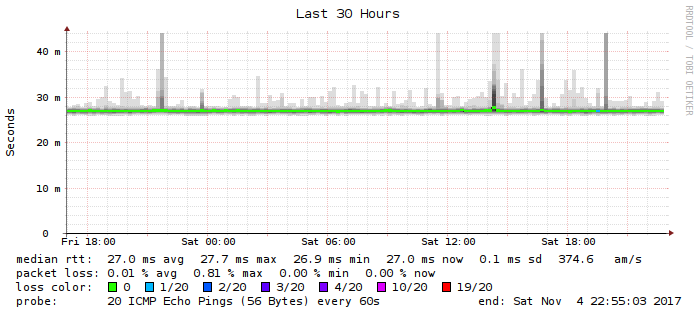 Last 30 Hours
RRDTOOL / TOBI OETIKER
Seconds
40 m
30 m
20 m
10 m
0
Fri 18:00 Sat 00:00 Sat 06:00 Sat 12:00 Sat 18:00
median rtt: 27.0 ms avg 27.7 ms max 26.9 ms min 27.0 ms now 0.1 ms sd 374.6 am/s
packet loss: 0.01 % avg 0.81 % max 0.00 % min 0.00 % now
loss color: 0 1/20 2/20 3/20 4/20 10/20 19/20
probe: 20 ICMP Echo Pings (56 Bytes) every 60s end: Sat Nov 4 22:55:03 2017